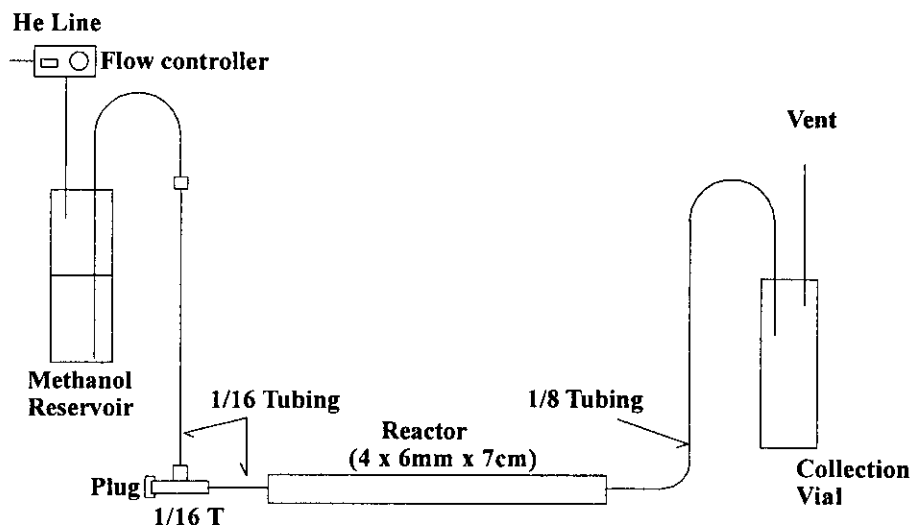 He Line
Flow controller
Vent
Methanol
Reservoir
1/16 Tubing
1/8 Tubing
Reactor
(4 x 6mm x 7cm)
Plug
1/16 T
Collection
Vial